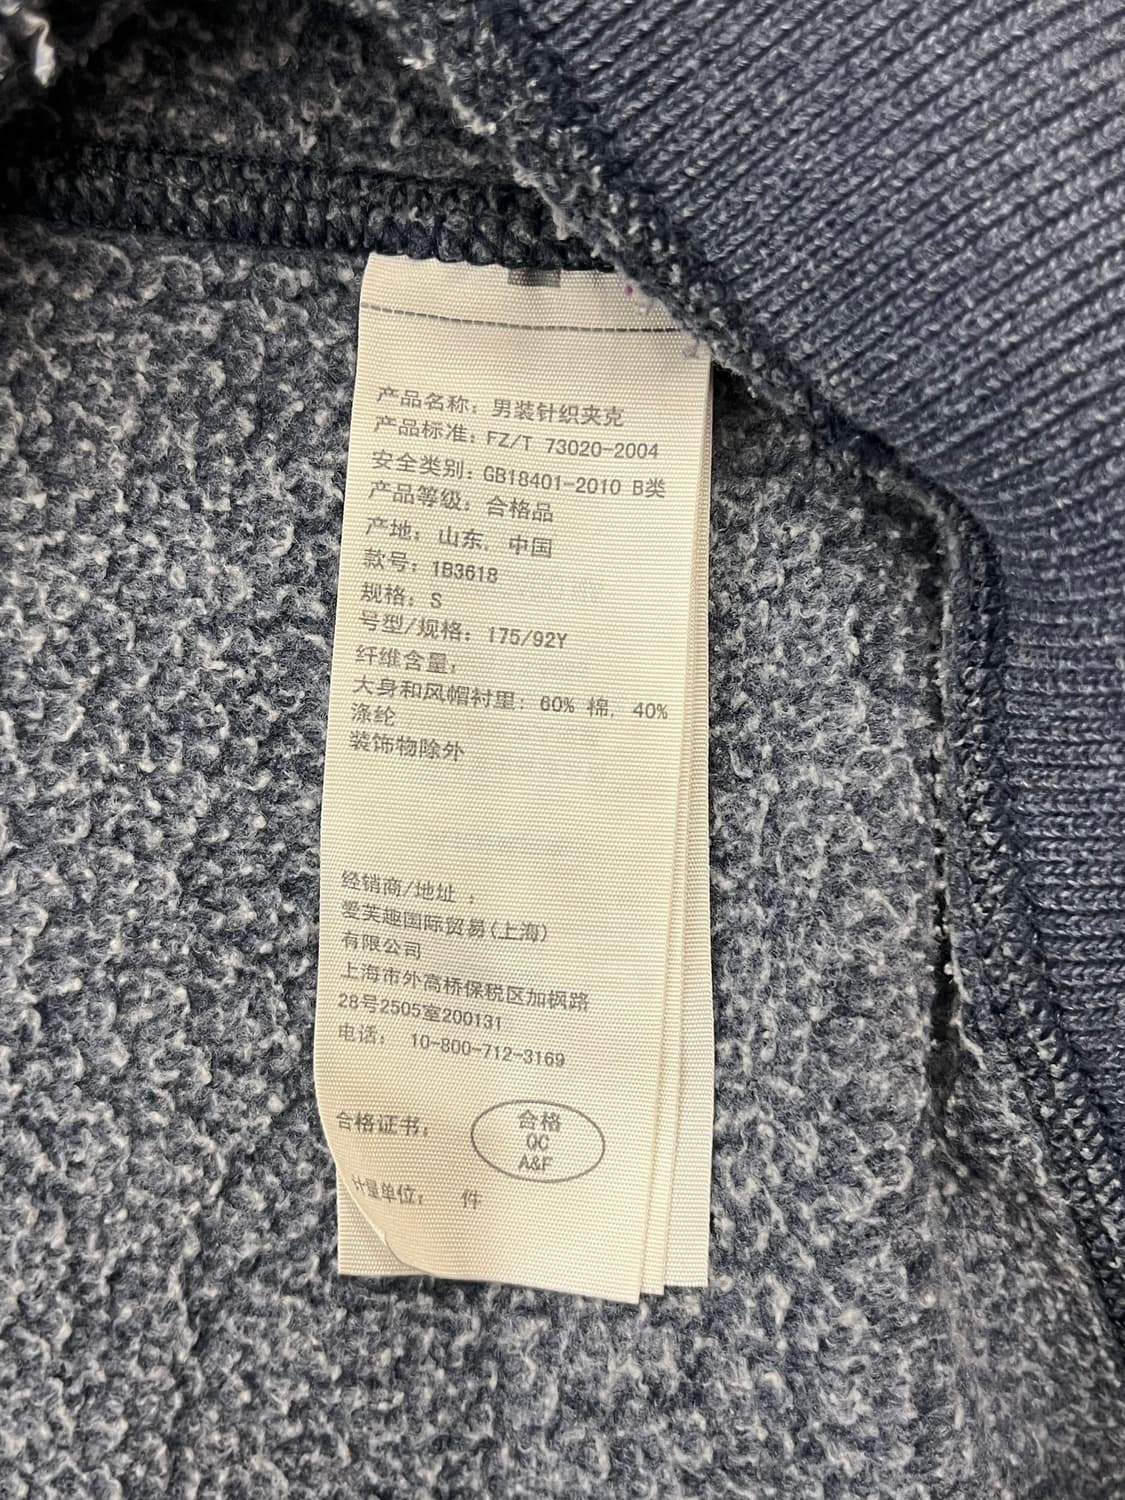 产品名称：男装针织夹克
产品标准：FZ/T 73020-2004
安全类别：GB18401-2010 B类
产品等级：合格品
产地：山东，中国
款号：1B3618
规格：S
号型/规格：175/92Y
纤维含量：
大身和风帽衬里：60% 棉，40%
涤纶
装饰物除外
经销商/地址：
爱芙趣国际贸易(上海)
有限公司
上海市外高桥保税区加枫路
28号2505室200131
电话： 10-800-712-3169
合格证书：
合格
QC
A&F
计量单位： 件